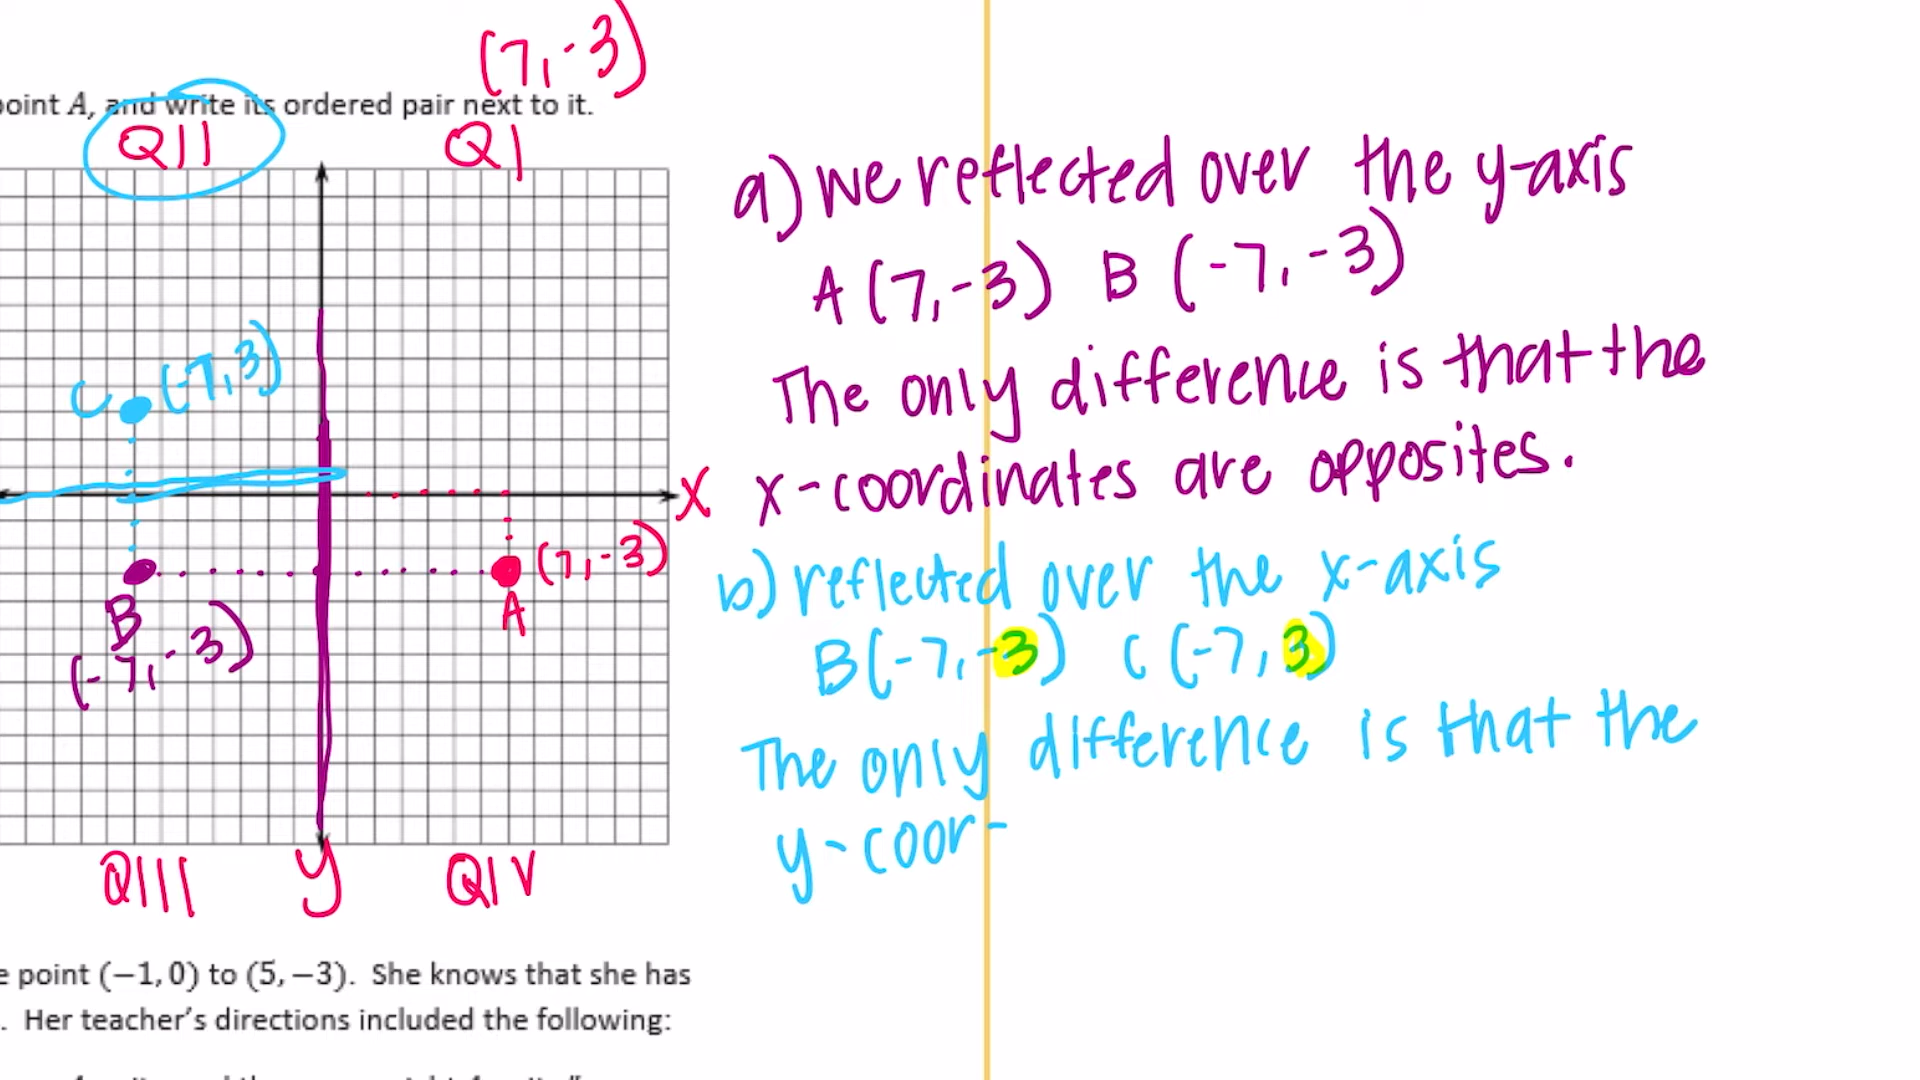 (7,-3)
point A, and write its ordered pair next to it.
QII
QI
C (-7,3)
X
(7,-3)
A
B
(-7,-3)
QIII
y
QIV
e point (−1, 0) to (5, −3). She knows that she has
. Her teacher's directions included the following:
a) we reflected over the y-axis
A (7,-3) B (-7,-3)
The only difference is that the
x-coordinates are opposites.
b) reflected over the x-axis
B(-7,-3) C (-7,3)
The only difference is that the
y-coor-